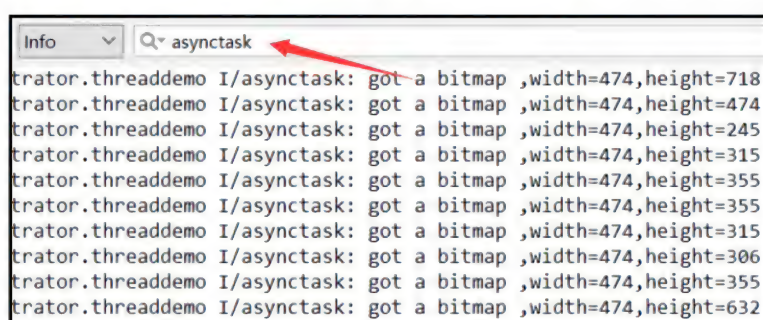 Info asynctask
trator.threaddemo I/asynctask: got a bitmap ,width=474,height=718
trator.threaddemo I/asynctask: got a bitmap ,width=474,height=474
trator.threaddemo I/asynctask: got a bitmap ,width=474,height=245
trator.threaddemo I/asynctask: got a bitmap ,width=474,height=315
trator.threaddemo I/asynctask: got a bitmap ,width=474,height=355
trator.threaddemo I/asynctask: got a bitmap ,width=474,height=355
trator.threaddemo I/asynctask: got a bitmap ,width=474,height=315
trator.threaddemo I/asynctask: got a bitmap ,width=474,height=306
trator.threaddemo I/asynctask: got a bitmap ,width=474,height=355
trator.threaddemo I/asynctask: got a bitmap ,width=474,height=632